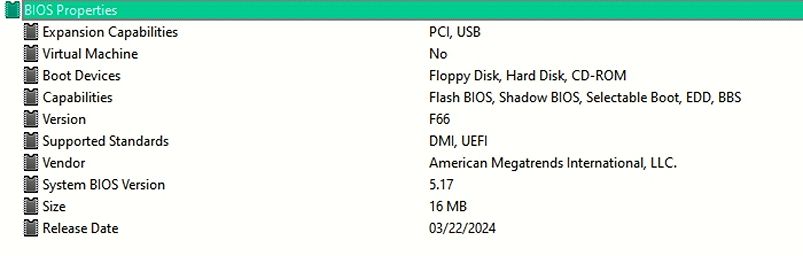 BIOS Properties
Expansion Capabilities PCI, USB
Virtual Machine No
Boot Devices Floppy Disk, Hard Disk, CD-ROM
Capabilities Flash BIOS, Shadow BIOS, Selectable Boot, EDD, BBS
Version F66
Supported Standards DMI, UEFI
Vendor American Megatrends International, LLC.
System BIOS Version 5.17
Size 16 MB
Release Date 03/22/2024